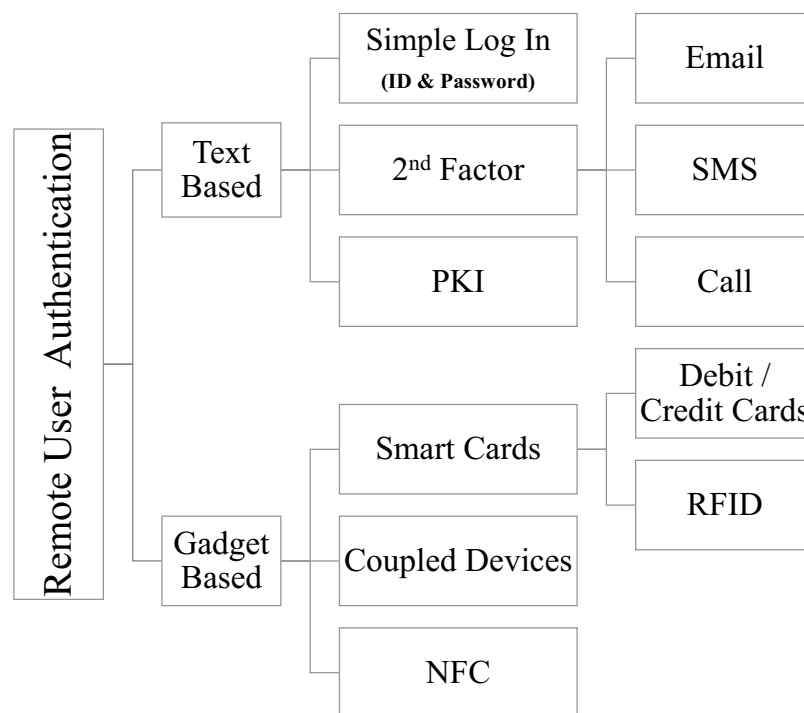 Remote User Authentication
Text
Based
Simple Log In
(ID & Password)
2nd Factor
Email
SMS
Call
PKI
Gadget
Based
Smart Cards
Debit /
Credit Cards
RFID
Coupled Devices
NFC